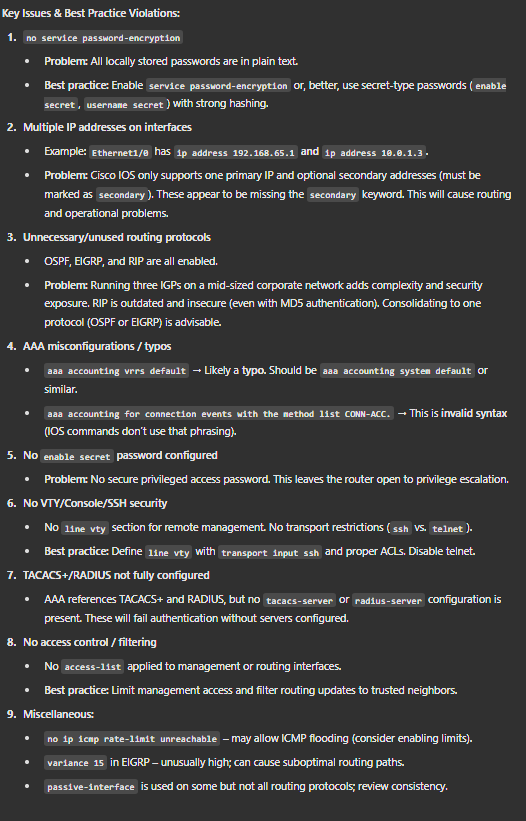 Key Issues & Best Practice Violations:
1. no service password-encryption
• Problem: All locally stored passwords are in plain text.
• Best practice: Enable service password-encryption or, better, use secret-type passwords ( enable
secret , username secret ) with strong hashing.
2. Multiple IP addresses on interfaces
• Example: Ethernet1/0 has ip address 192.168.65.1 and ip address 10.0.1.3 .
• Problem: Cisco IOS only supports one primary IP and optional secondary addresses (must be
marked as secondary ). These appear to be missing the secondary keyword. This will cause routing
and operational problems.
3. Unnecessary/unused routing protocols
• OSPF, EIGRP, and RIP are all enabled.
• Problem: Running three IGPs on a mid-sized corporate network adds complexity and security
exposure. RIP is outdated and insecure (even with MD5 authentication). Consolidating to one
protocol (OSPF or EIGRP) is advisable.
4. AAA misconfigurations / typos
• aaa accounting vrrs default → Likely a typo. Should be aaa accounting system default or
similar.
• aaa accounting for connection events with the method list CONN-ACC. → This is invalid syntax
(IOS commands don't use that phrasing).
5. No enable secret password configured
• Problem: No secure privileged access password. This leaves the router open to privilege escalation.
6. No VTY/Console/SSH security
• No line vty section for remote management. No transport restrictions ( ssh vs. telnet ).
• Best practice: Define line vty with transport input ssh and proper ACLs. Disable telnet.
7. TACACS+/RADIUS not fully configured
• AAA references TACACS+ and RADIUS, but no tacacs-server or radius-server configuration is
present. These will fail authentication without servers configured.
8. No access control / filtering
• No access-list applied to management or routing interfaces.
• Best practice: Limit management access and filter routing updates to trusted neighbors.
9. Miscellaneous:
• no ip icmp rate-limit unreachable – may allow ICMP flooding (consider enabling limits).
• variance 15 in EIGRP – unusually high; can cause suboptimal routing paths.
• passive-interface is used on some but not all routing protocols; review consistency.